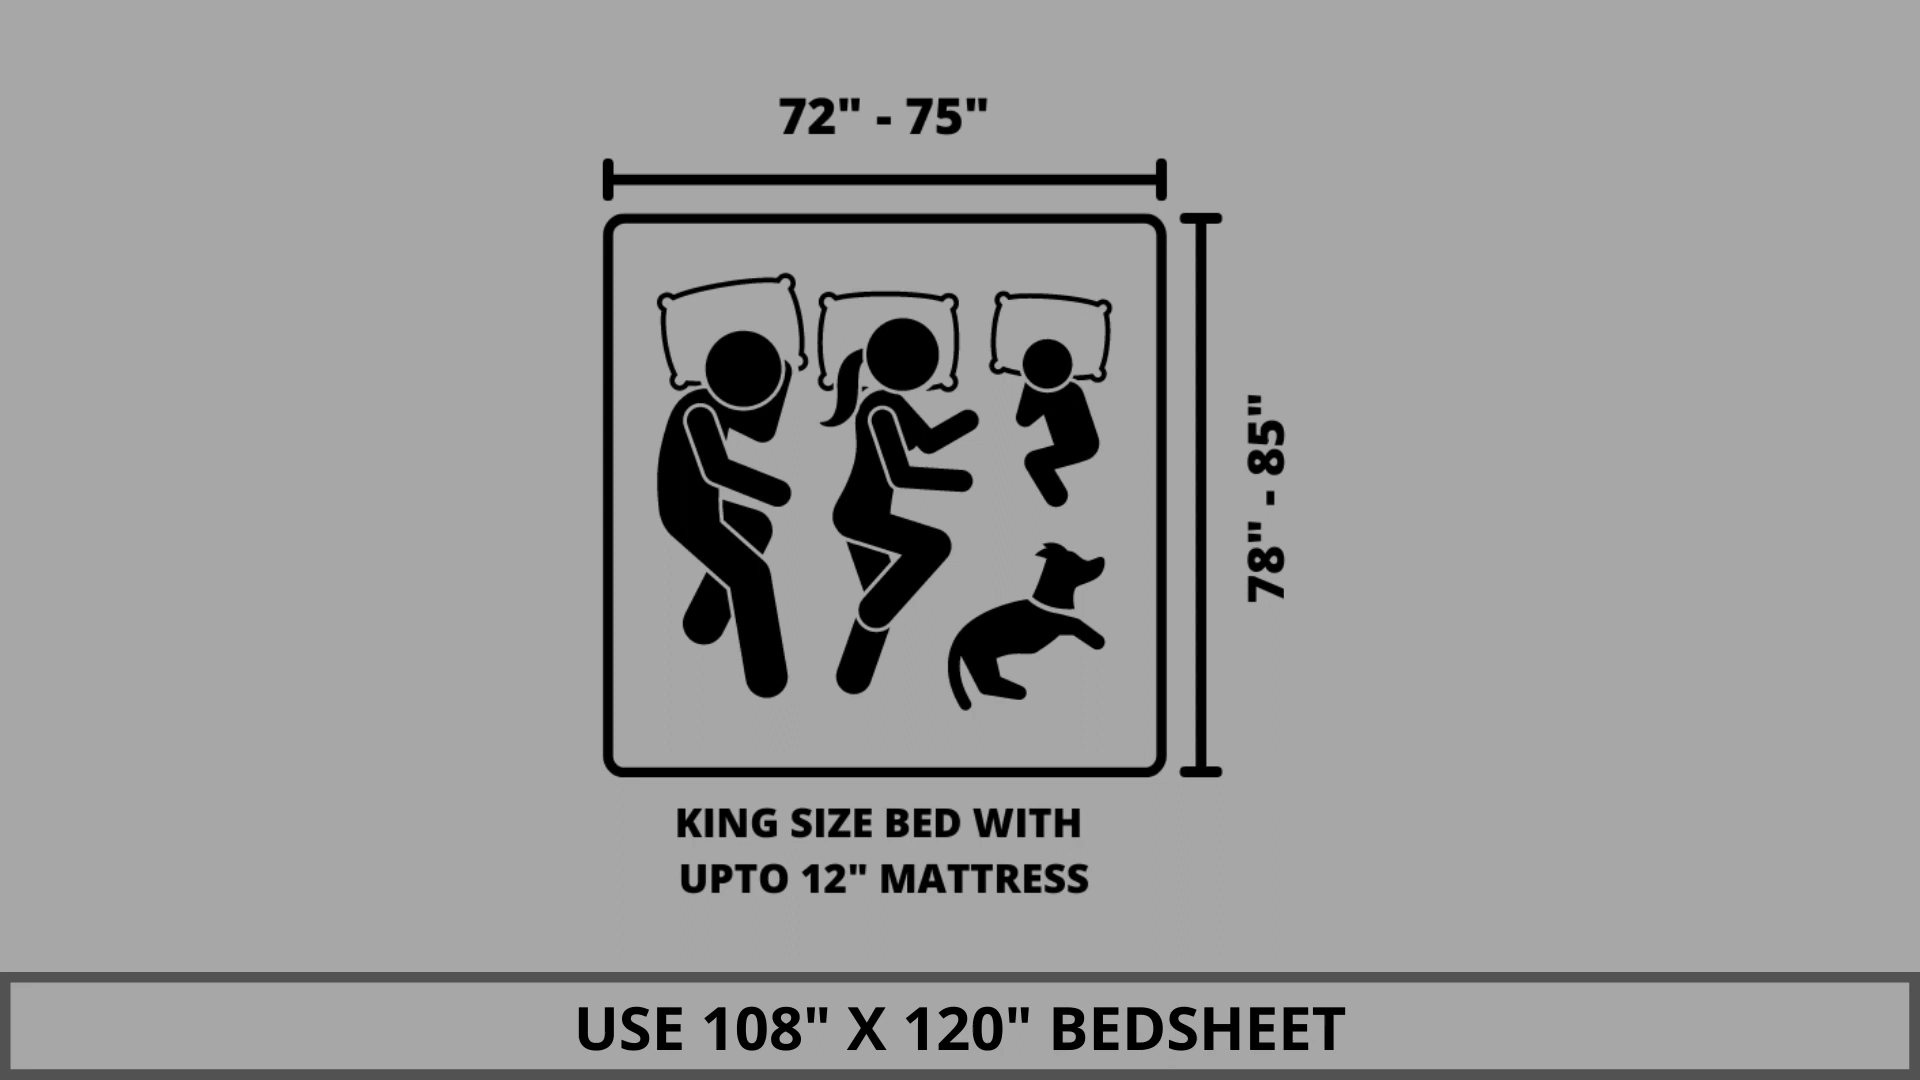 72" - 75"
78" - 85"
KING SIZE BED WITH
UPTO 12" MATTRESS
USE 108" X 120" BEDSHEET